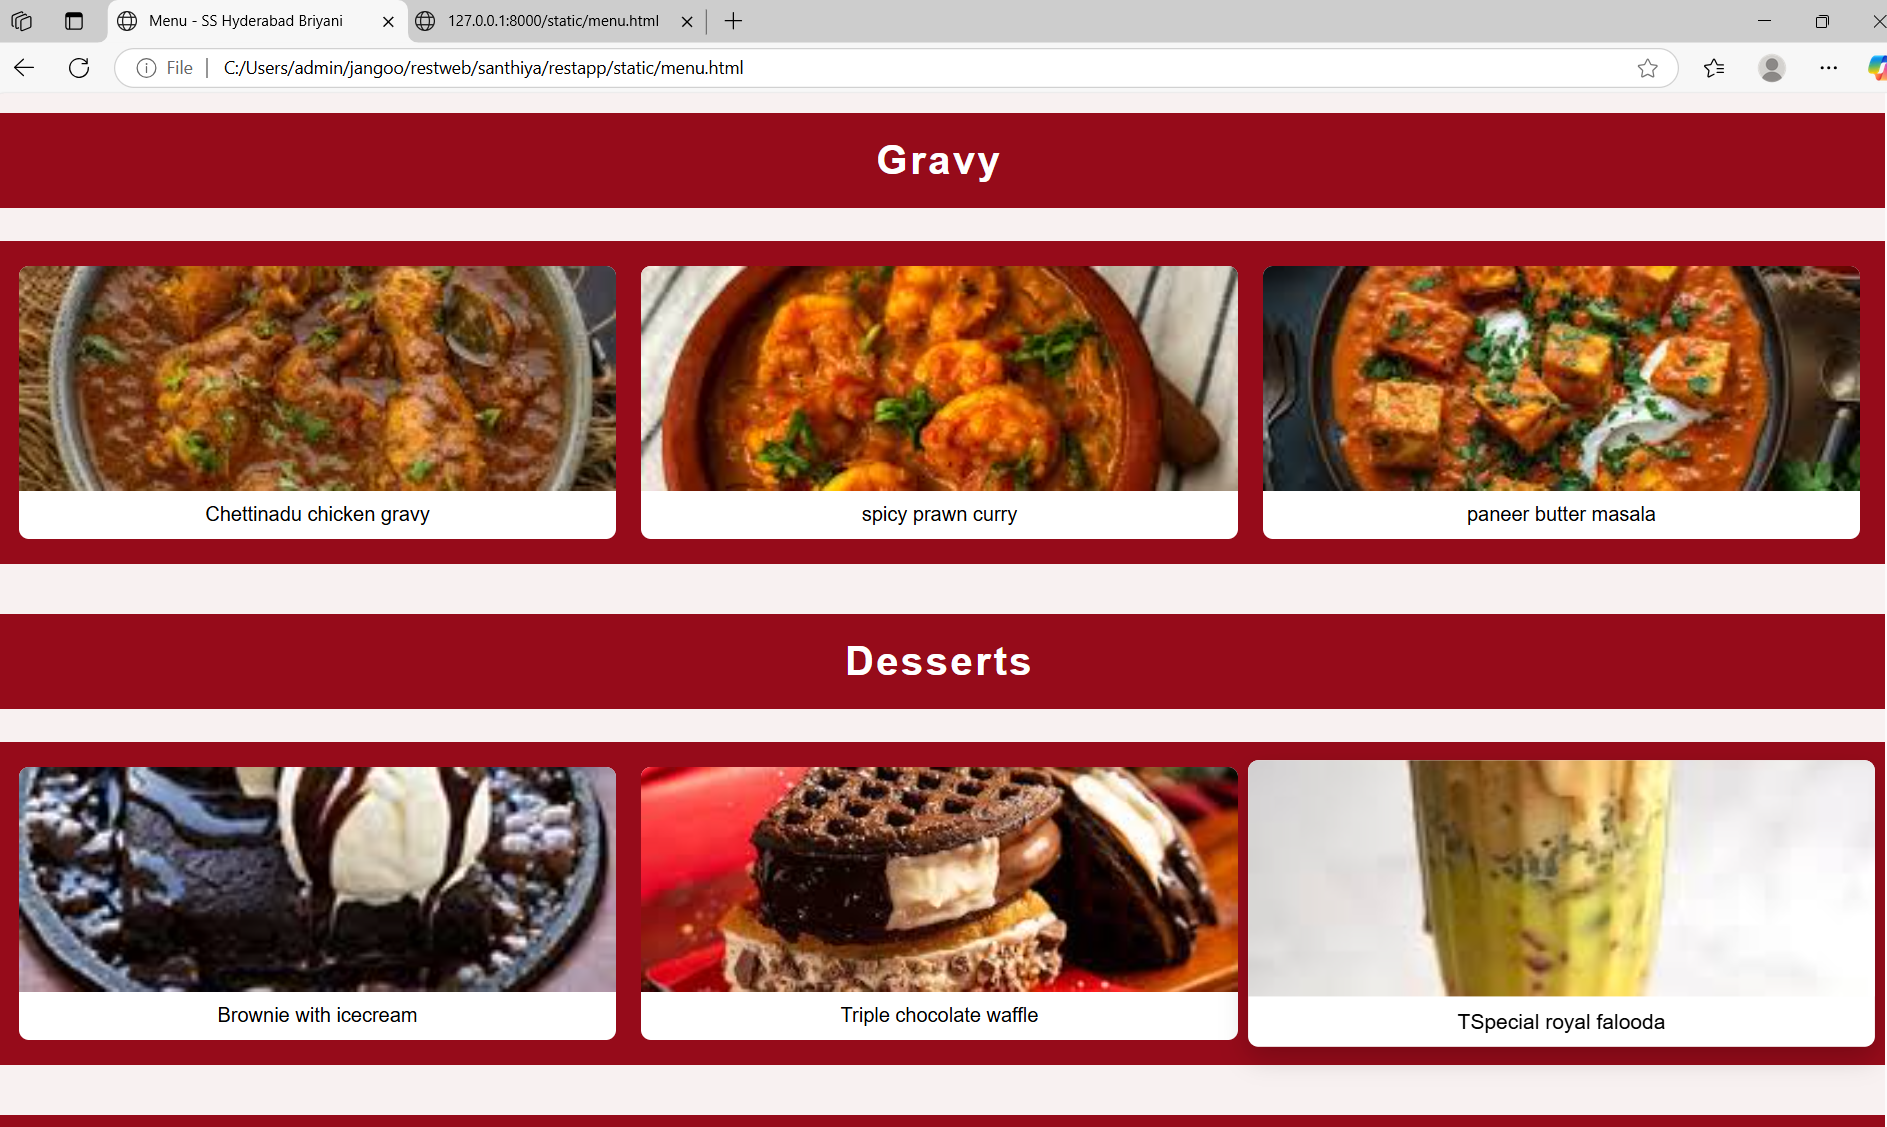 Menu - SS Hyderabad Briyani
127.0.0.1:8000/static/menu.html
File
C:/Users/admin/jangoo/restweb/santhiya/restapp/static/menu.html
Gravy
Chettinadu chicken gravy
spicy prawn curry
paneer butter masala
Desserts
Brownie with icecream
Triple chocolate waffle
TSpecial royal falooda